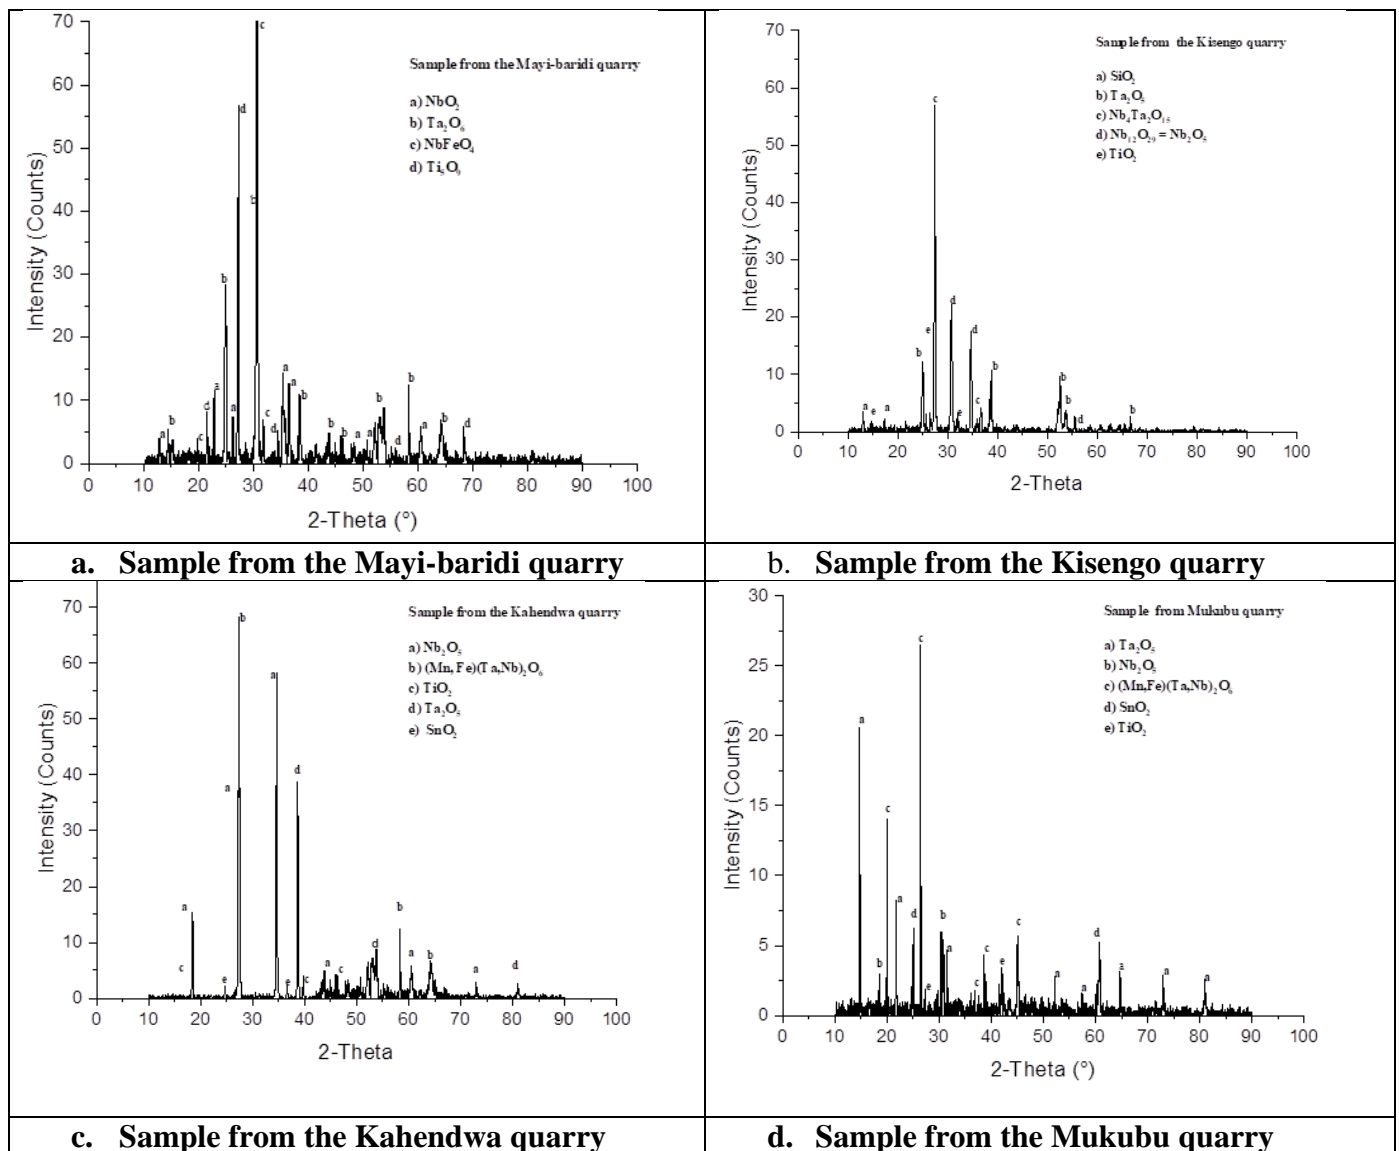 70
60
50
40
30
20
10
0
Intensity (Counts)
Sample from the Mayi-baridi quarry
a) NbO₂
b) Ta₂O₆
c) NbFeO₄
d) Ti₅O₉
a b c d a d b a b c c d a a b b b a a b d b a b d
0 10 20 30 40 50 60 70 80 90 100
2-Theta (°)
a. Sample from the Mayi-baridi quarry
70
60
50
40
30
20
10
0
Intensity (Counts)
Sample from the Kisengo quarry
a) SiO₂
b) Ta₂O₅
c) Nb₄Ta₂O₁₅
d) Nb₁₂O₂₉ = Nb₂O₅
e) TiO₂
a e a b e c d e d c b b b d b
0 10 20 30 40 50 60 70 80 90 100
2-Theta
b. Sample from the Kisengo quarry
70
60
50
40
30
20
10
0
Intensity (Counts)
Sample from the Kahendwa quarry
a) Nb₂O₅
b) (Mn, Fe)(Ta,Nb)₂O₆
c) TiO₂
d) Ta₂O₅
e) SnO₂
c a e a b a e d c a c d b a b a d
0 10 20 30 40 50 60 70 80 90 100
2-Theta
c. Sample from the Kahendwa quarry
30
25
20
15
10
5
0
Intensity (Counts)
Sample from Mukubu quarry
a) Ta₂O₅
b) Nb₂O₅
c) (Mn,Fe)(Ta,Nb)₂O₆
d) SnO₂
e) TiO₂
a b c a d c e b a c c e c a a d a a a
0 10 20 30 40 50 60 70 80 90 100
2-Theta (°)
d. Sample from the Mukubu quarry